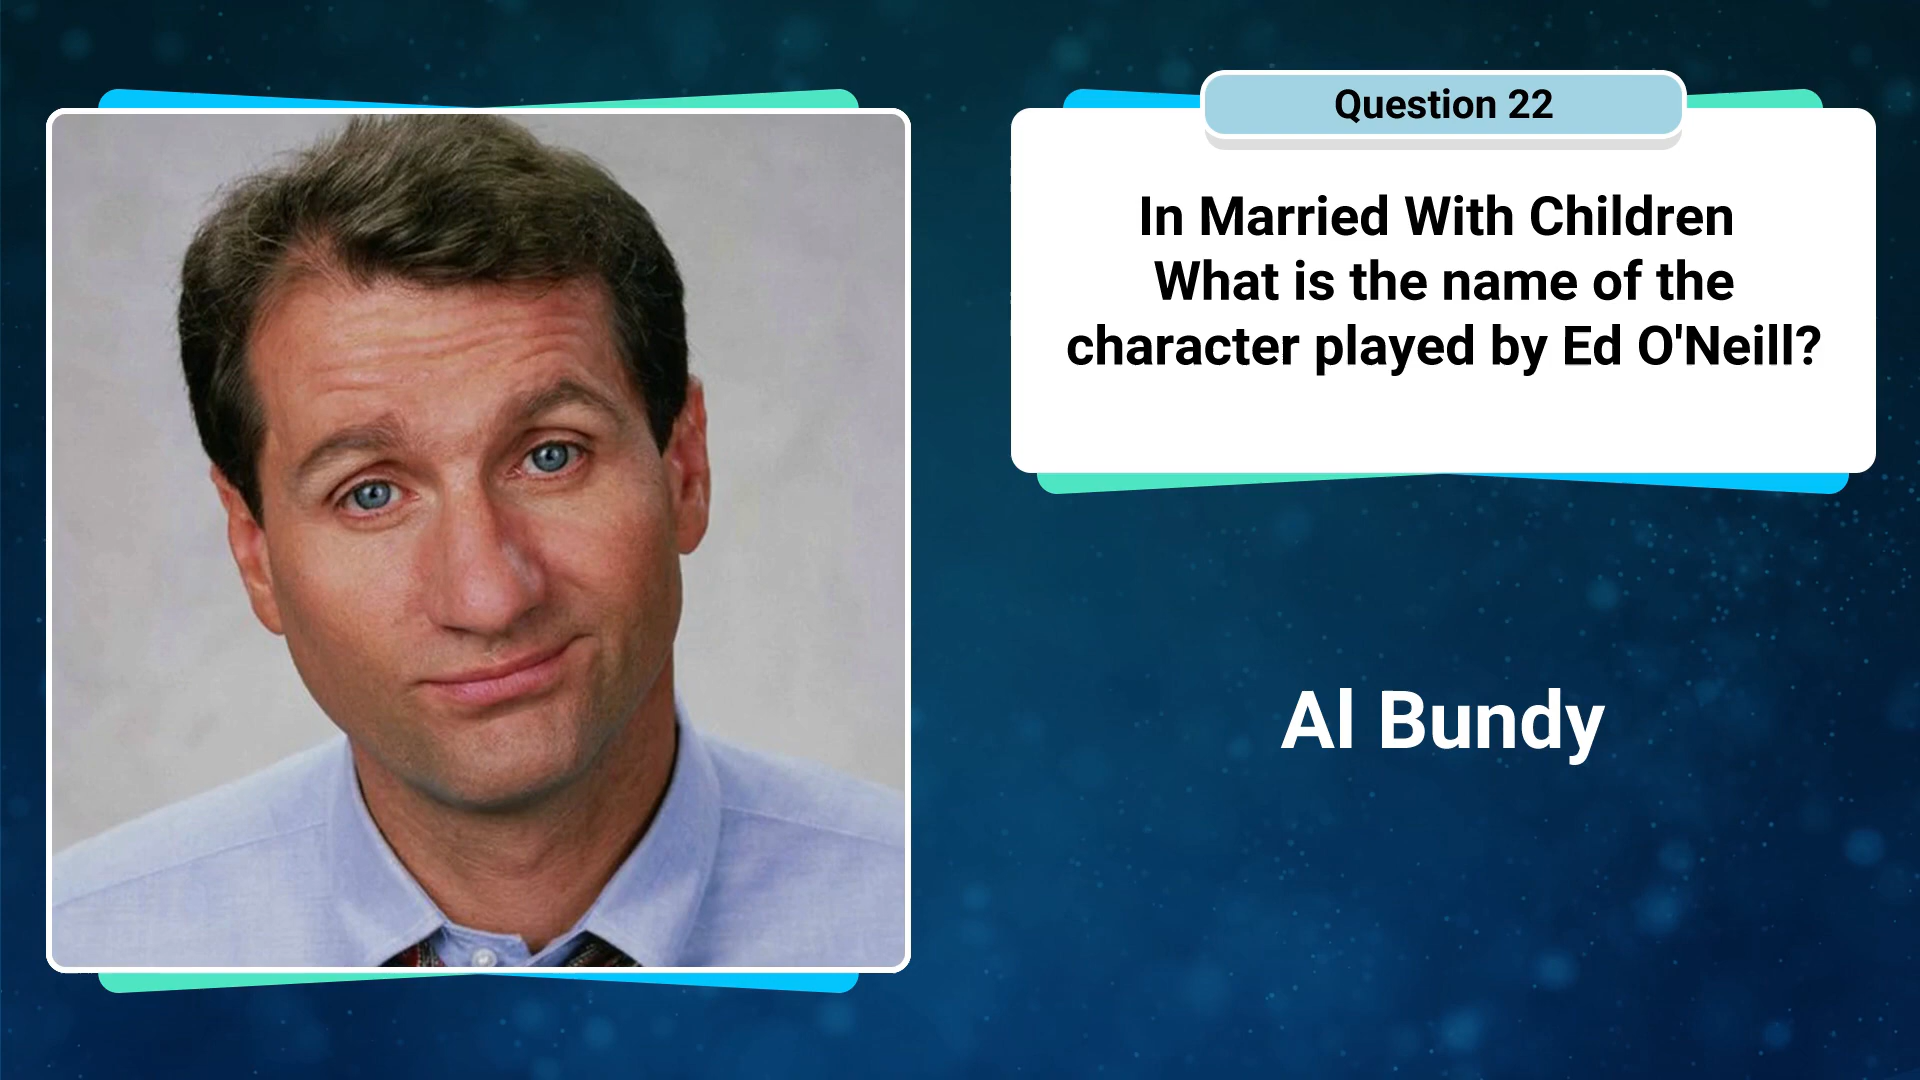 Question 22
In Married With Children
What is the name of the
character played by Ed O'Neill?
Al Bundy